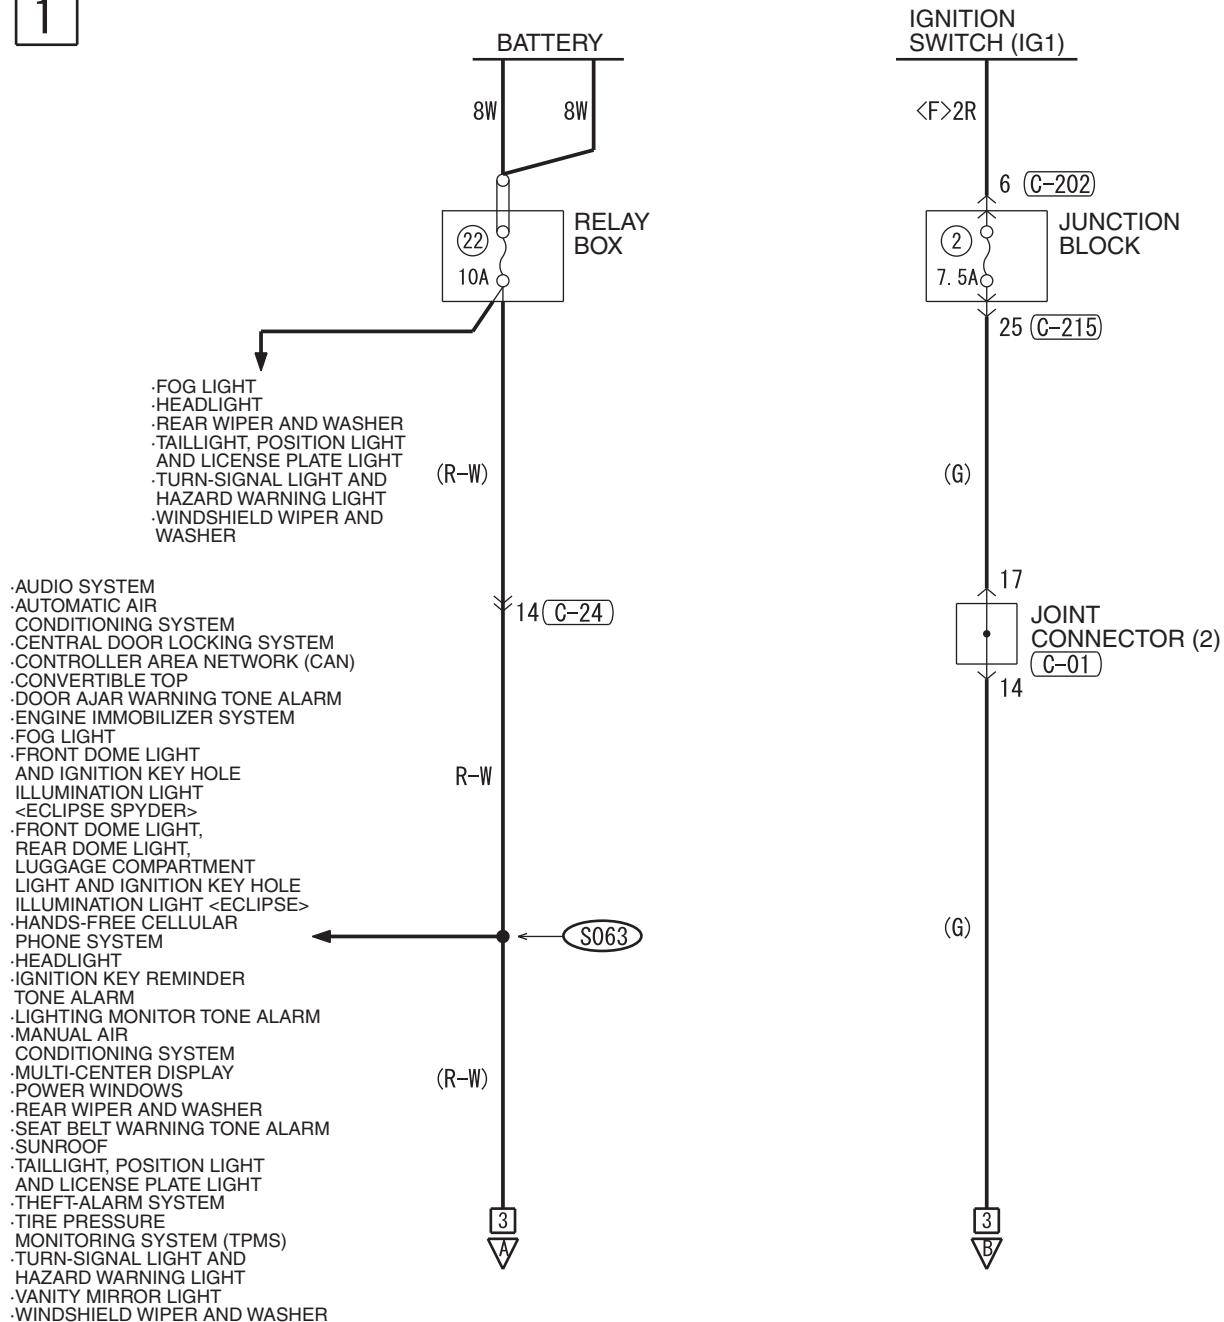 1
BATTERY
IGNITION
SWITCH (IG1)
8W
8W
<F>2R
6
C-202
RELAY
BOX
22
10A
JUNCTION
BLOCK
2
7.5A
25
C-215
·FOG LIGHT
·HEADLIGHT
·REAR WIPER AND WASHER
·TAILLIGHT, POSITION LIGHT
AND LICENSE PLATE LIGHT
·TURN-SIGNAL LIGHT AND
HAZARD WARNING LIGHT
·WINDSHIELD WIPER AND
WASHER
(R-W)
(G)
14
C-24
17
JOINT
CONNECTOR (2)
C-01
14
·AUDIO SYSTEM
·AUTOMATIC AIR
CONDITIONING SYSTEM
·CENTRAL DOOR LOCKING SYSTEM
·CONTROLLER AREA NETWORK (CAN)
·CONVERTIBLE TOP
·DOOR AJAR WARNING TONE ALARM
·ENGINE IMMOBILIZER SYSTEM
·FOG LIGHT
·FRONT DOME LIGHT
AND IGNITION KEY HOLE
ILLUMINATION LIGHT
<ECLIPSE SPYDER>
·FRONT DOME LIGHT,
REAR DOME LIGHT,
LUGGAGE COMPARTMENT
LIGHT AND IGNITION KEY HOLE
ILLUMINATION LIGHT <ECLIPSE>
·HANDS-FREE CELLULAR
PHONE SYSTEM
·HEADLIGHT
·IGNITION KEY REMINDER
TONE ALARM
·LIGHTING MONITOR TONE ALARM
·MANUAL AIR
CONDITIONING SYSTEM
·MULTI-CENTER DISPLAY
·POWER WINDOWS
·REAR WIPER AND WASHER
·SEAT BELT WARNING TONE ALARM
·SUNROOF
·TAILLIGHT, POSITION LIGHT
AND LICENSE PLATE LIGHT
·THEFT-ALARM SYSTEM
·TIRE PRESSURE
MONITORING SYSTEM (TPMS)
·TURN-SIGNAL LIGHT AND
HAZARD WARNING LIGHT
·VANITY MIRROR LIGHT
·WINDSHIELD WIPER AND WASHER
R-W
S063
(G)
(R-W)
3
A
3
B